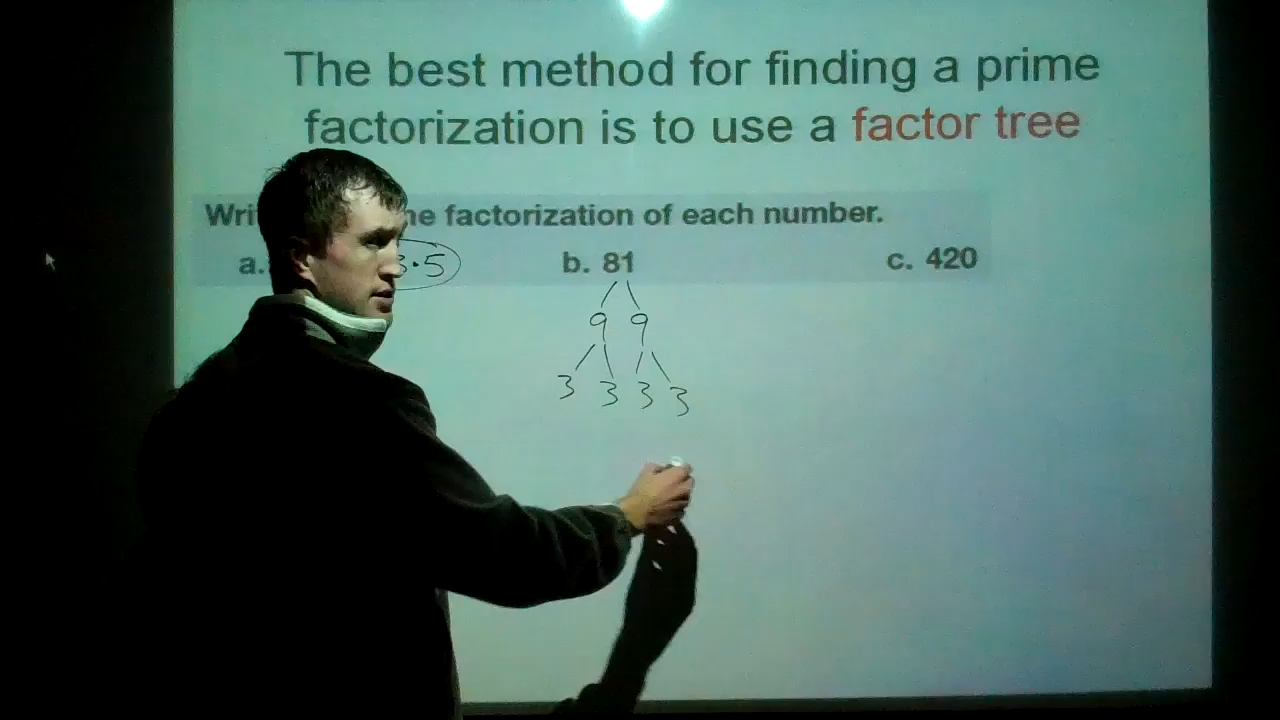 The best method for finding a prime
factorization is to use a factor tree
factorization of each number.
a. 3·5 b. 81 c. 420
9 9
3 3 3 3